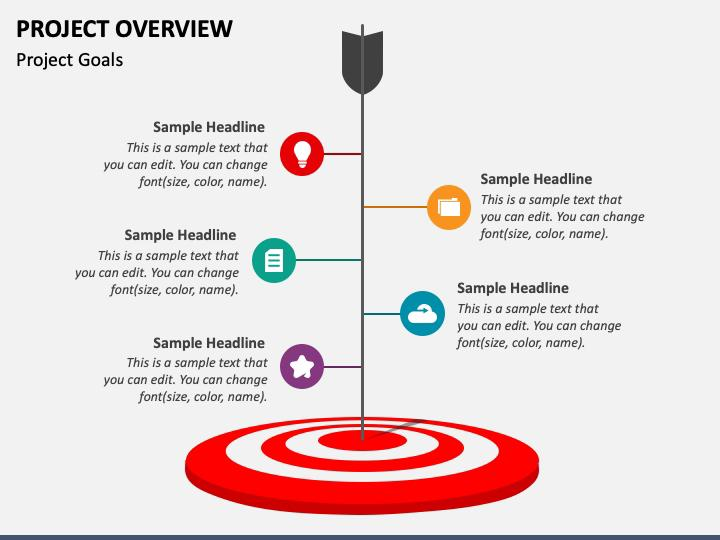 PROJECT OVERVIEW
Project Goals
Sample Headline
This is a sample text that
you can edit. You can change
font(size, color, name).
Sample Headline
This is a sample text that
you can edit. You can change
font(size, color, name).
Sample Headline
This is a sample text that
you can edit. You can change
font(size, color, name).
Sample Headline
This is a sample text that
you can edit. You can change
font(size, color, name).
Sample Headline
This is a sample text that
you can edit. You can change
font(size, color, name).